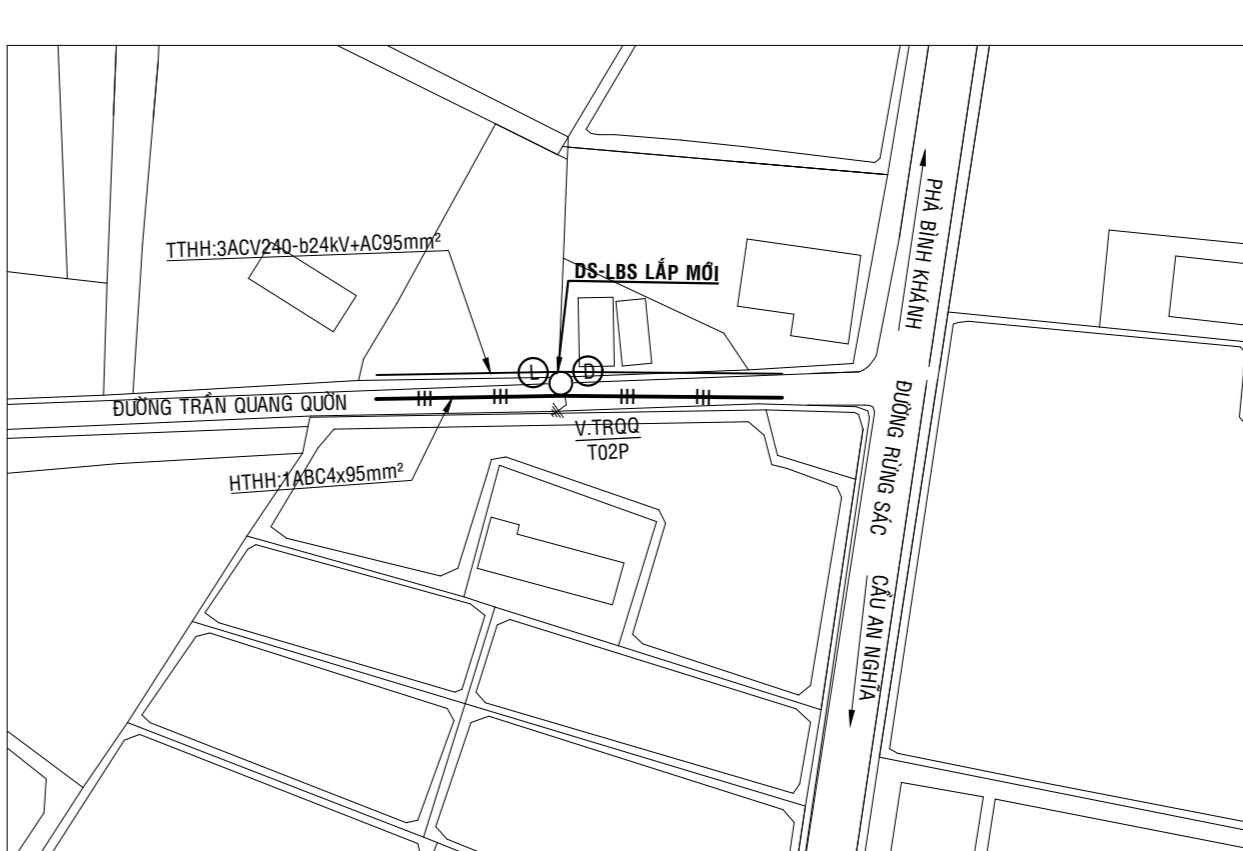 TTHH:3ACV240-b24kV+AC95mm²
DS-LBS LẮP MỚI
L
D
ĐƯỜNG TRẦN QUANG QUỜN
V.TRQQ
T02P
HTHH:1ABC4x95mm²
PHÀ BÌNH KHÁNH
ĐƯỜNG RỪNG SÁC
CẦU AN NGHĨA